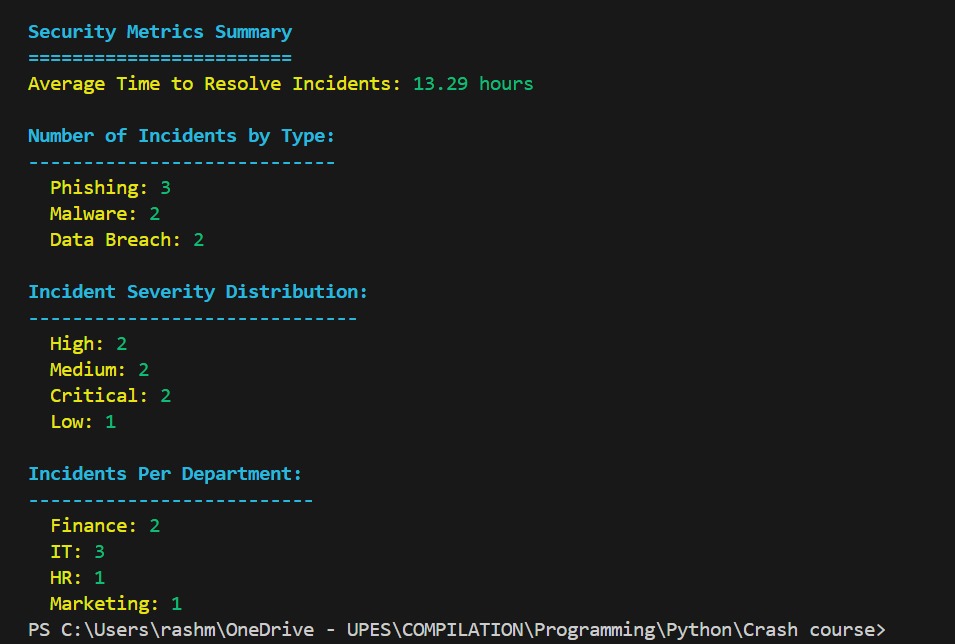 Security Metrics Summary
========================
Average Time to Resolve Incidents: 13.29 hours
Number of Incidents by Type:
----------------------------
Phishing: 3
Malware: 2
Data Breach: 2
Incident Severity Distribution:
------------------------------
High: 2
Medium: 2
Critical: 2
Low: 1
Incidents Per Department:
--------------------------
Finance: 2
IT: 3
HR: 1
Marketing: 1
PS C:\Users\rashm\OneDrive - UPES\COMPILATION\Programming\Python\Crash course>